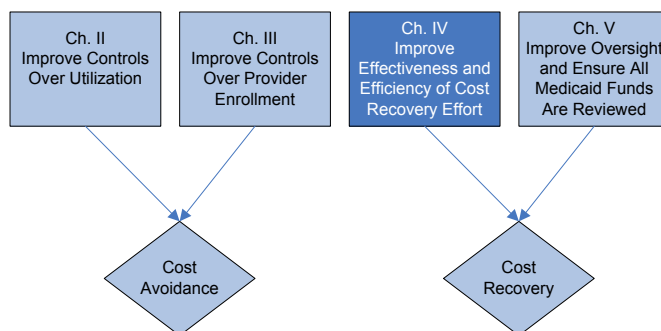 Ch. II
Improve Controls
Over Utilization
Ch. III
Improve Controls
Over Provider
Enrollment
Ch. IV
Improve
Effectiveness and
Efficiency of Cost
Recovery Effort
Ch. V
Improve Oversight
and Ensure All
Medicaid Funds
Are Reviewed
Cost
Avoidance
Cost
Recovery